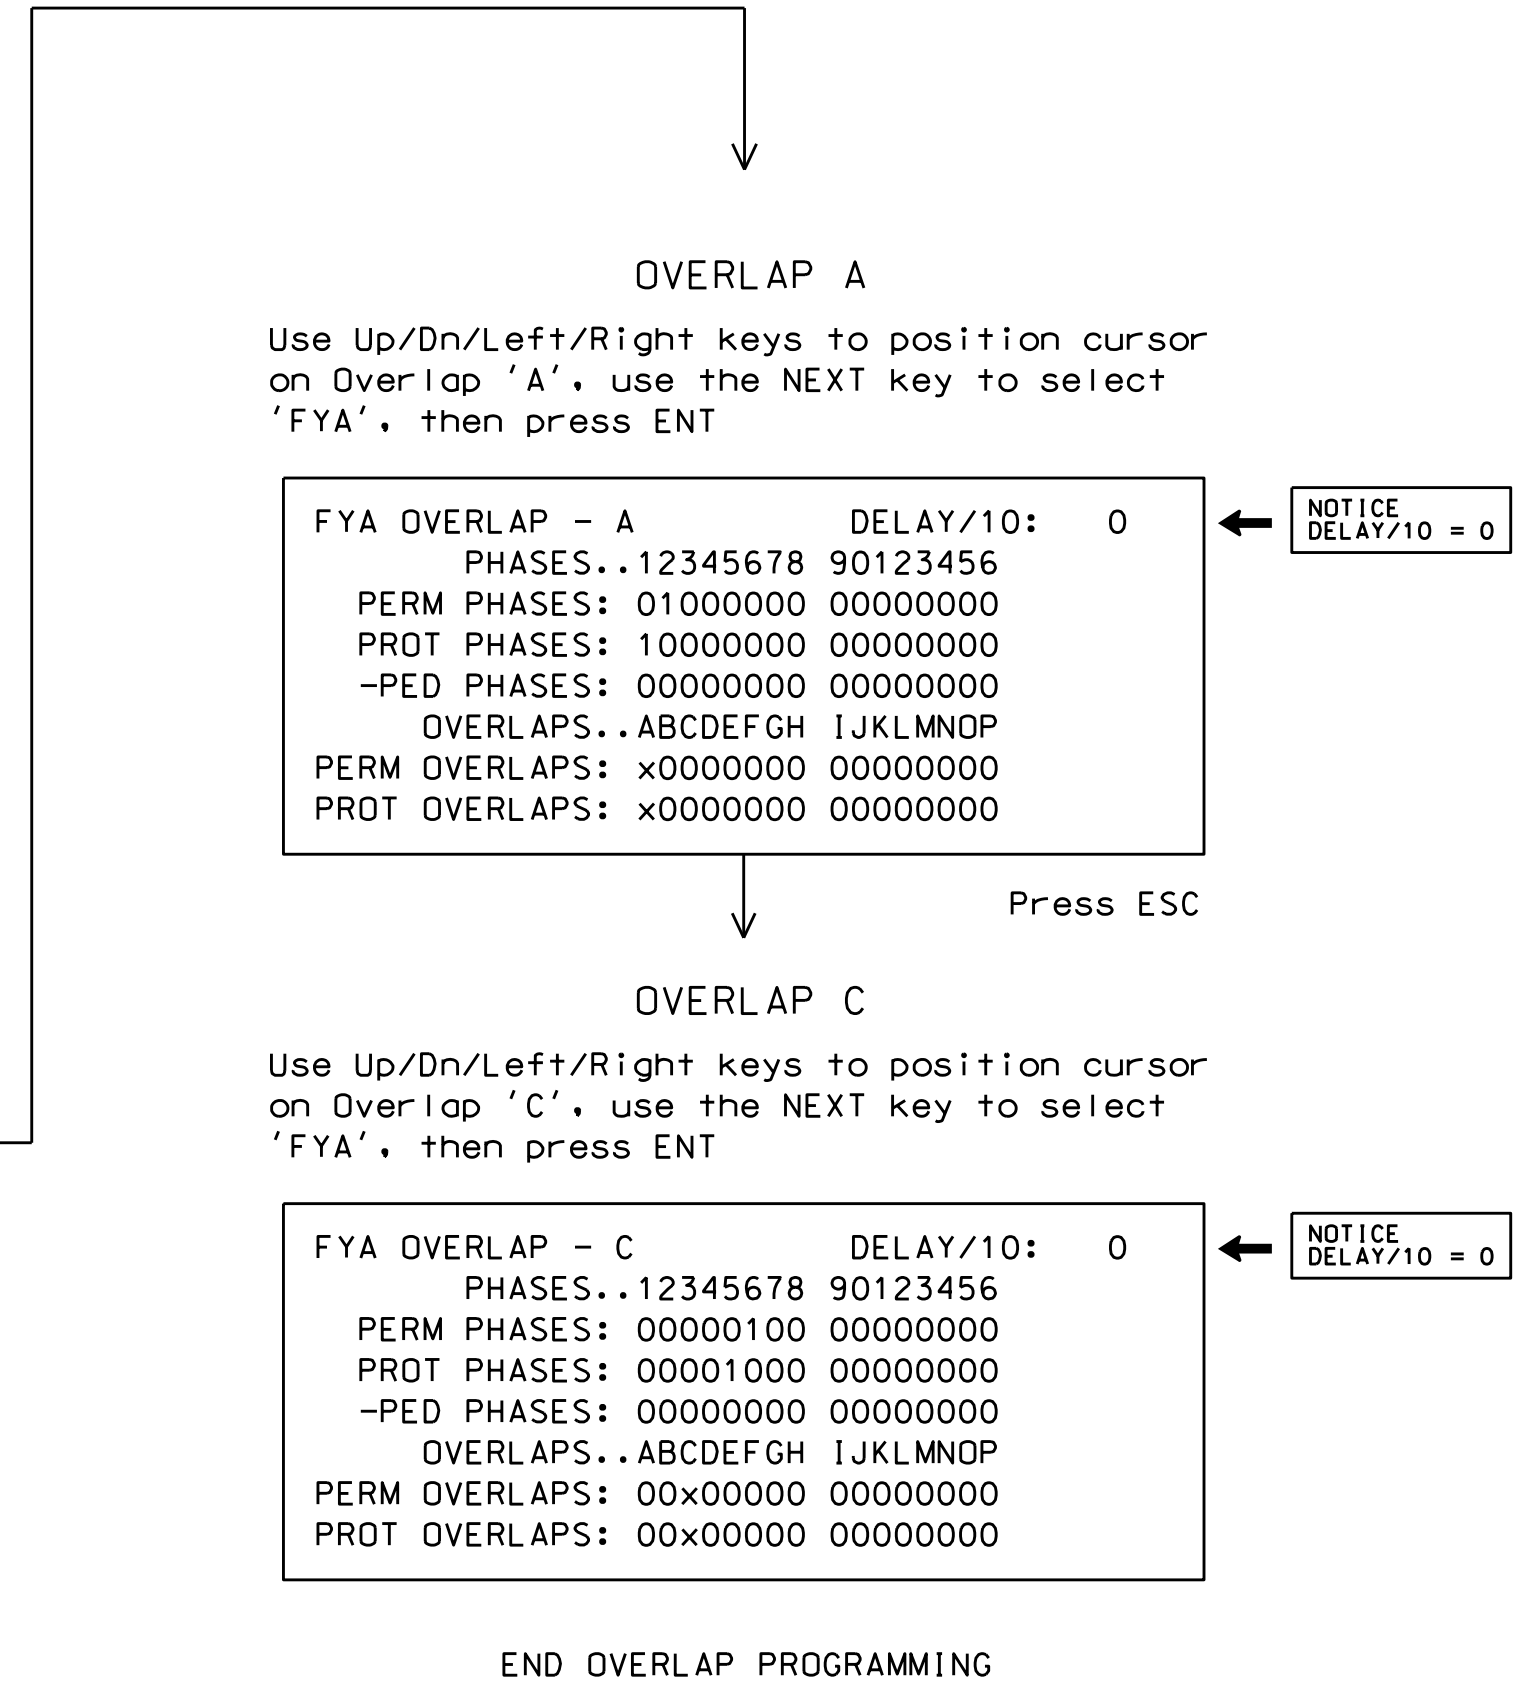 OVERLAP A
Use Up/Dn/Left/Right keys to position cursor
on Overlap 'A', use the NEXT key to select
'FYA', then press ENT
FYA OVERLAP - A DELAY/10: 0
NOTICE
DELAY/10 = 0
PHASES..12345678 90123456
PERM PHASES: 01000000 00000000
PROT PHASES: 10000000 00000000
-PED PHASES: 00000000 00000000
OVERLAPS..ABCDEFGH IJKLMNOP
PERM OVERLAPS: x0000000 00000000
PROT OVERLAPS: x0000000 00000000
Press ESC
OVERLAP C
Use Up/Dn/Left/Right keys to position cursor
on Overlap 'C', use the NEXT key to select
'FYA', then press ENT
FYA OVERLAP - C DELAY/10: 0
NOTICE
DELAY/10 = 0
PHASES..12345678 90123456
PERM PHASES: 00000100 00000000
PROT PHASES: 00001000 00000000
-PED PHASES: 00000000 00000000
OVERLAPS..ABCDEFGH IJKLMNOP
PERM OVERLAPS: 00x00000 00000000
PROT OVERLAPS: 00x00000 00000000
END OVERLAP PROGRAMMING